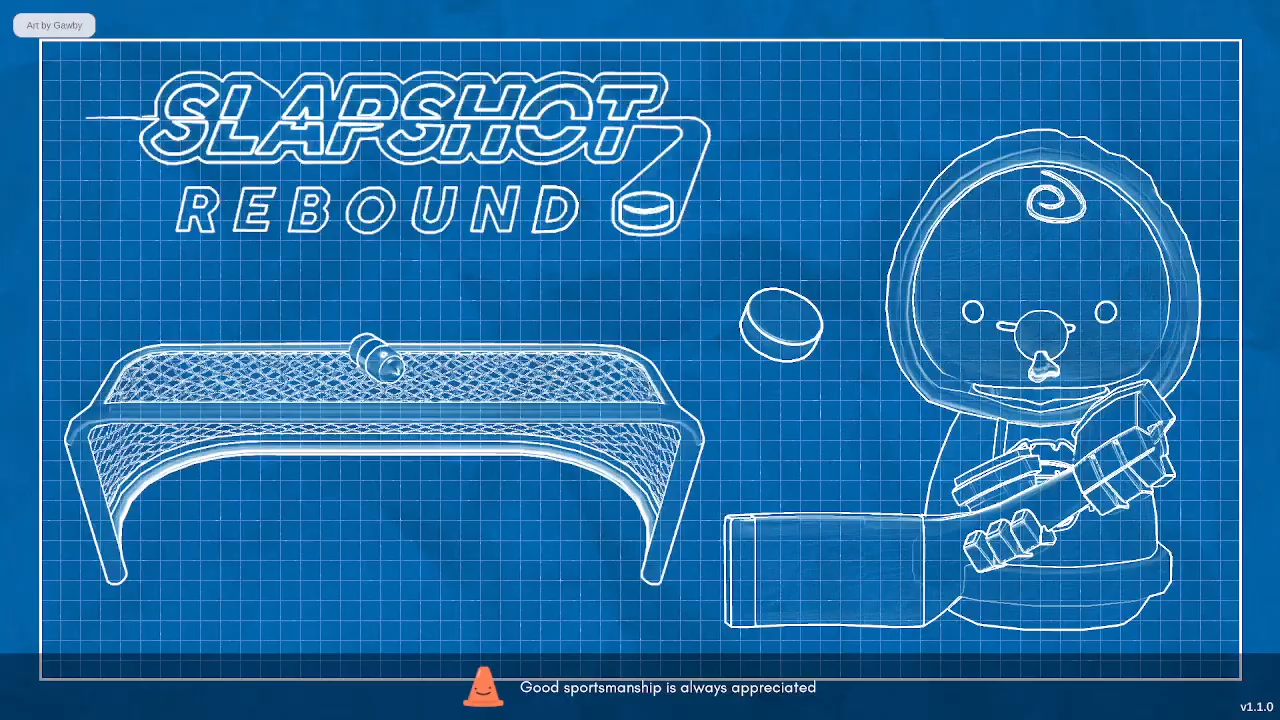 Art by Gawby
SLAPSHOT
REBOUND
Good sportsmanship is always appreciated
v1.1.0